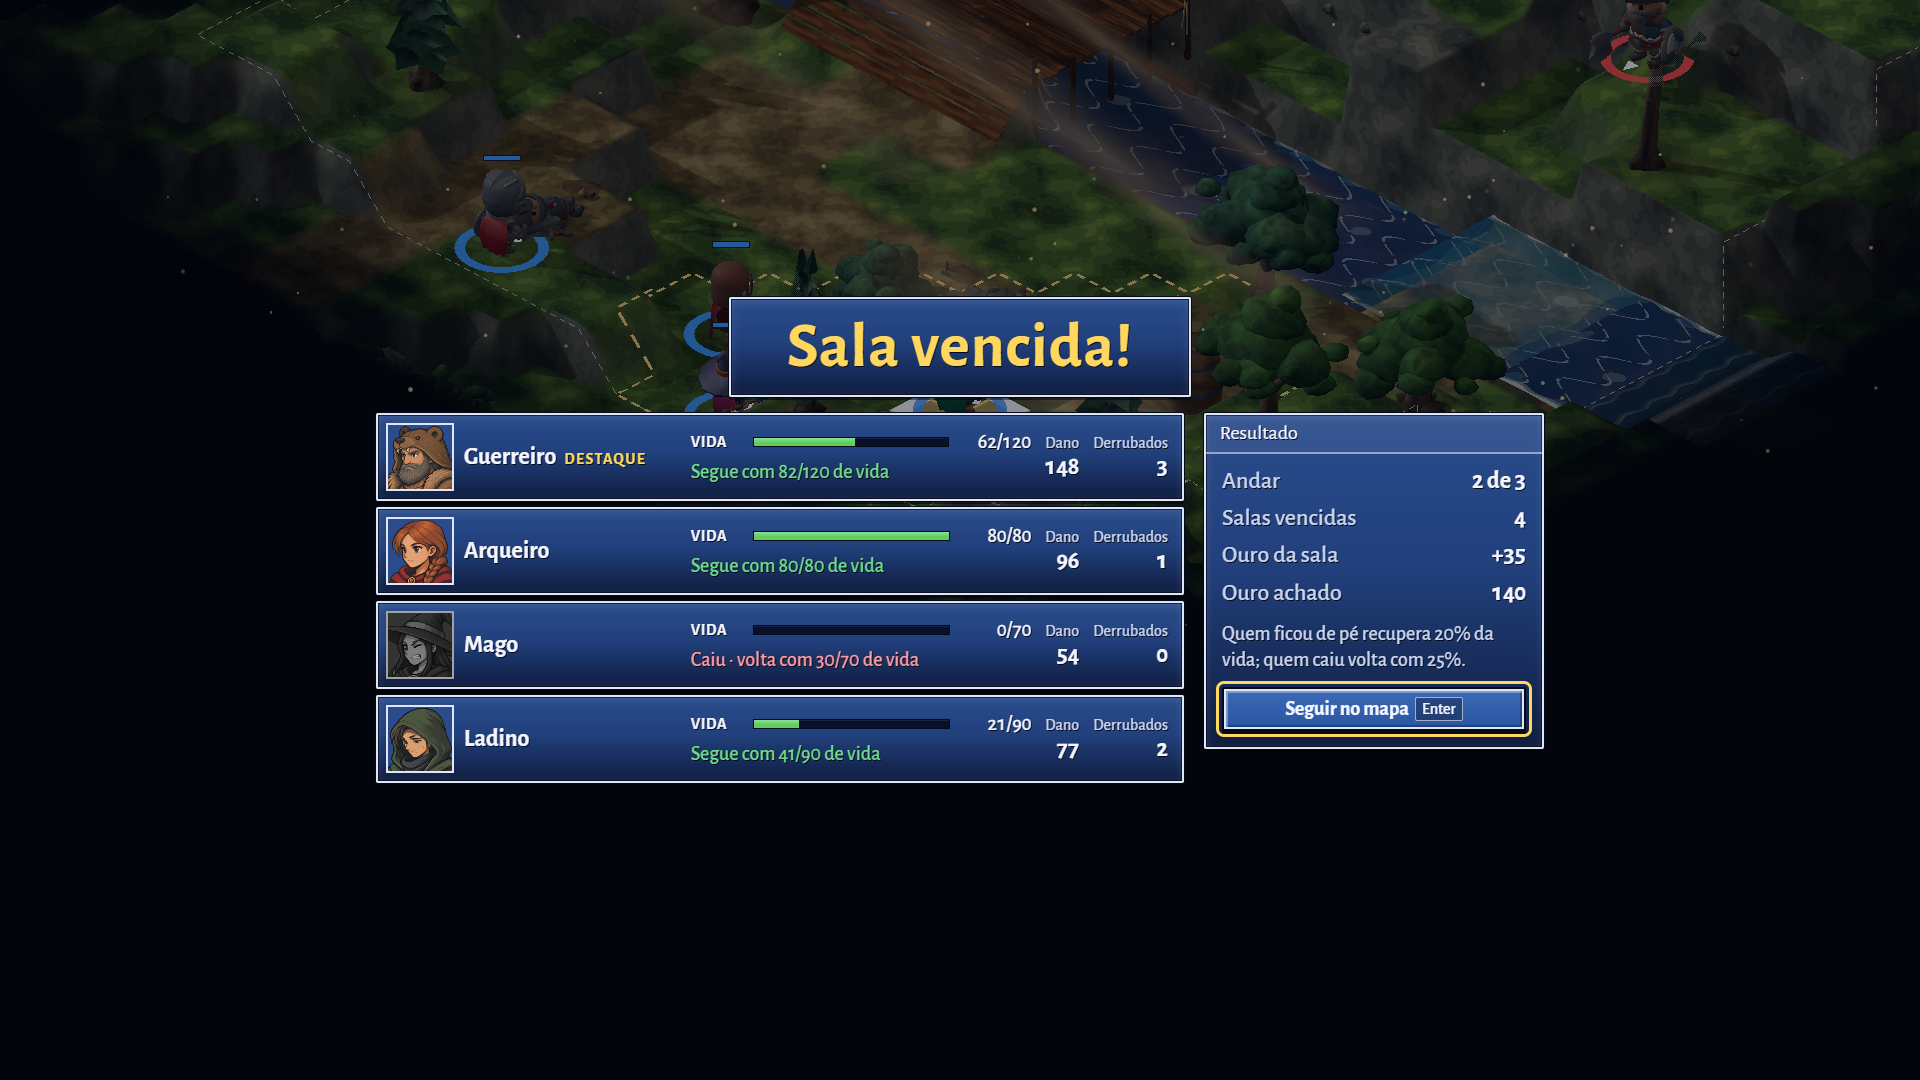 Sala vencida!
Guerreiro DESTAQUE
VIDA 62/120 Dano Derrubados
Segue com 82/120 de vida 148 3
Arqueiro
VIDA 80/80 Dano Derrubados
Segue com 80/80 de vida 96 1
Mago
VIDA 0/70 Dano Derrubados
Caiu · volta com 30/70 de vida 54 0
Ladino
VIDA 21/90 Dano Derrubados
Segue com 41/90 de vida 77 2
Resultado
Andar 2 de 3
Salas vencidas 4
Ouro da sala +35
Ouro achado 140
Quem ficou de pé recupera 20% da
vida; quem caiu volta com 25%.
Seguir no mapa Enter